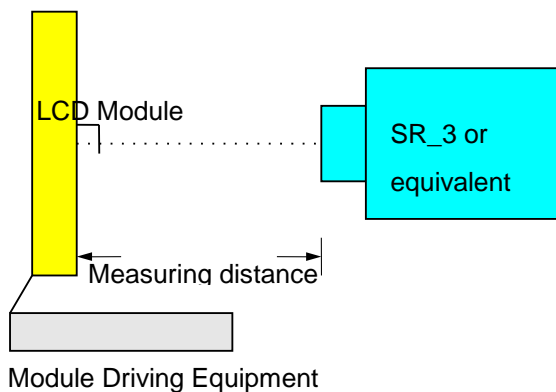 LCD Module
SR_3 or
equivalent
Measuring distance
Module Driving Equipment